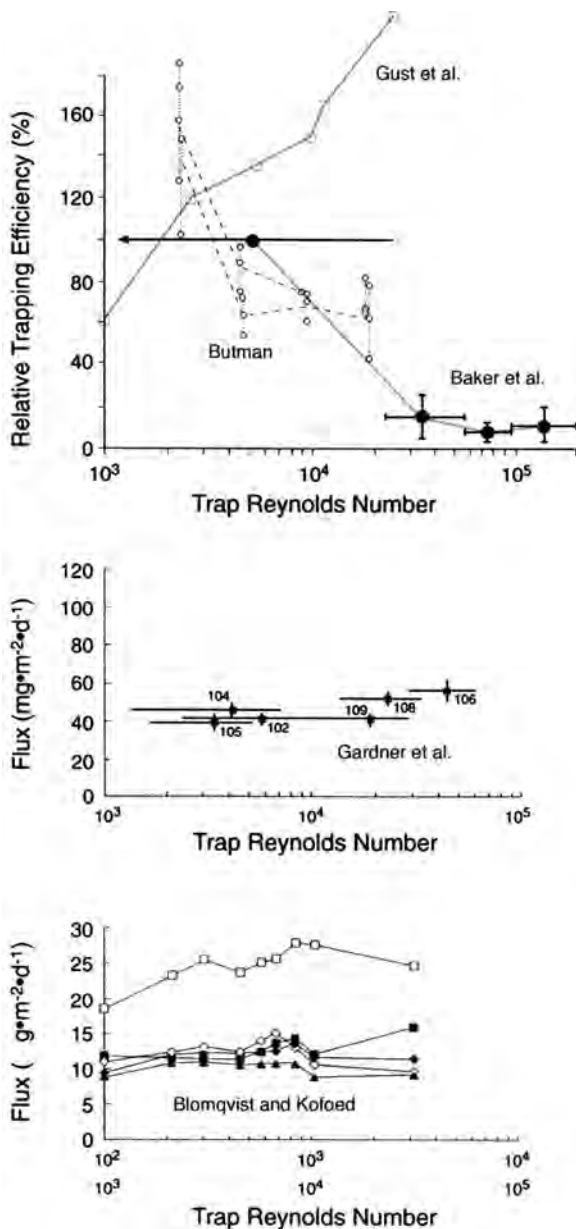 Relative Trapping Efficiency (%)
160
120
80
40
0
Gust et al.
Butman
Baker et al.
10³ 10⁴ 10⁵
Trap Reynolds Number
Flux (mg•m⁻²•d⁻¹)
120
100
80
60
40
20
0
104
105
102
109
108
106
Gardner et al.
10³ 10⁴ 10⁵
Trap Reynolds Number
Flux ( g•m⁻²•d⁻¹)
30
25
20
15
10
5
0
Blomqvist and Kofoed
10² 10³ 10⁴
10³ 10⁴ 10⁵
Trap Reynolds Number